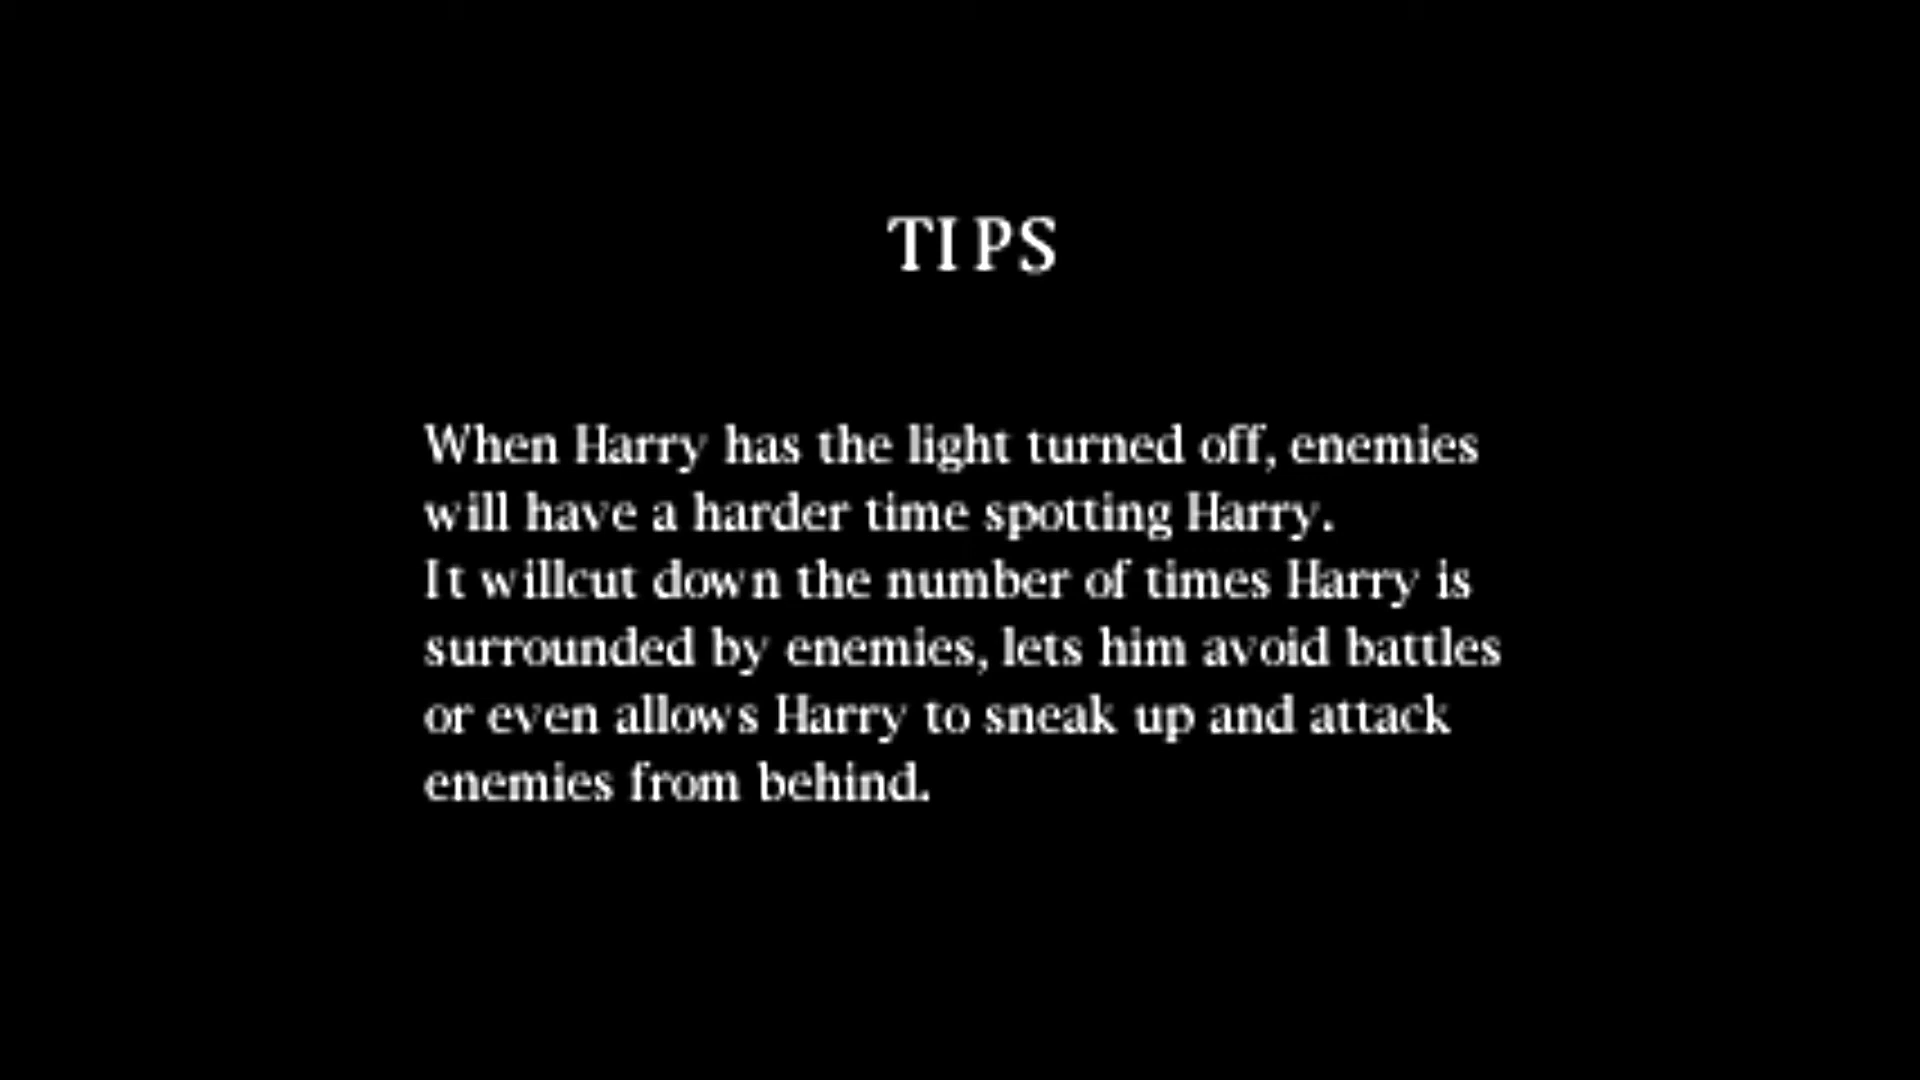 TIPS
When Harry has the light turned off, enemies
will have a harder time spotting Harry.
It willcut down the number of times Harry is
surrounded by enemies, lets him avoid battles
or even allows Harry to sneak up and attack
enemies from behind.